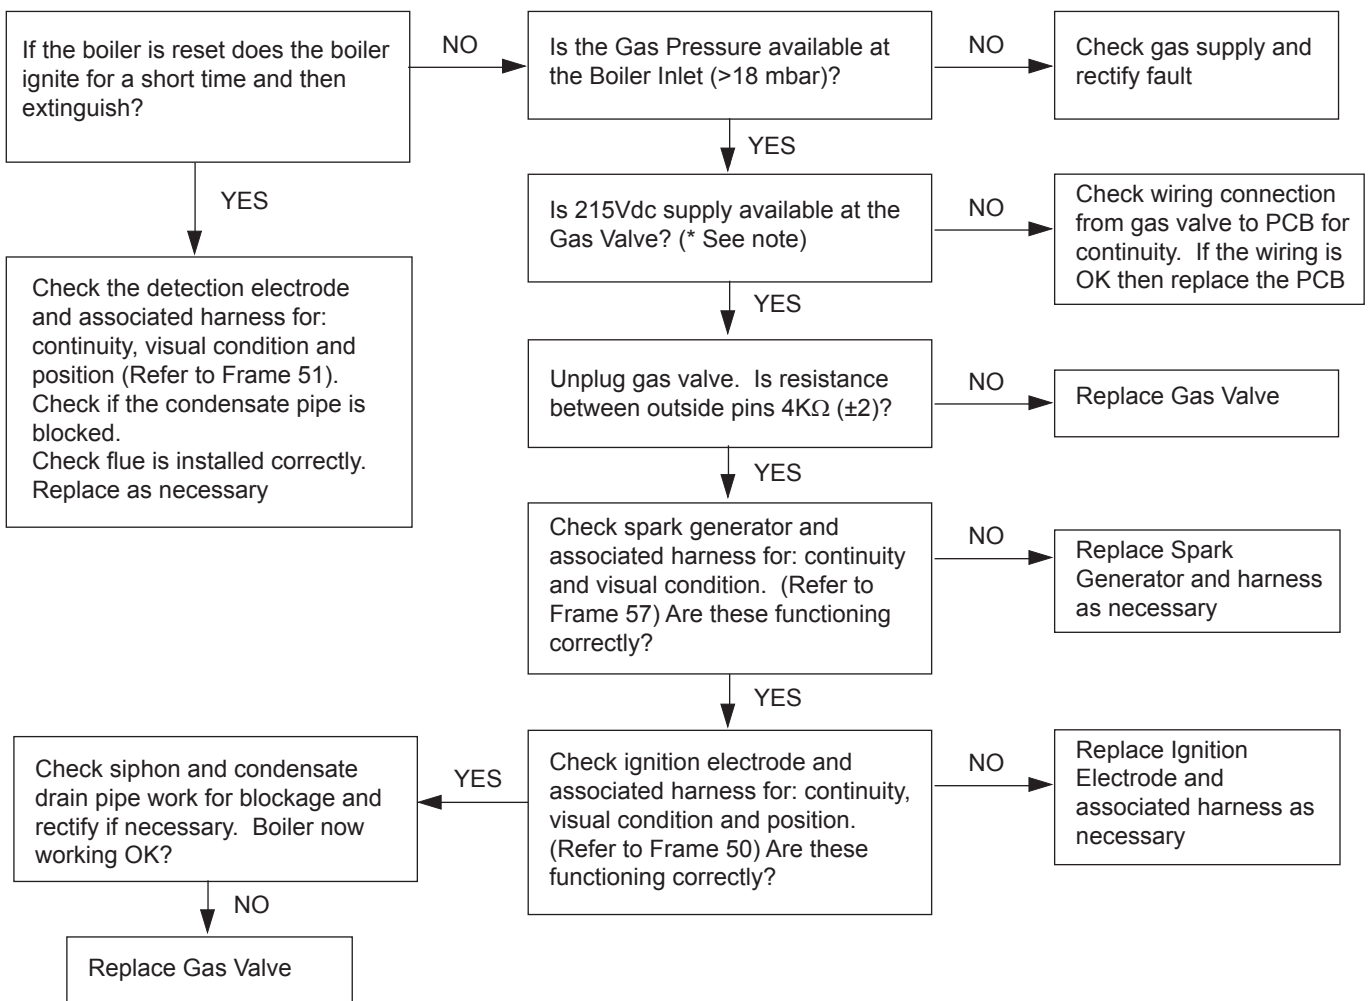 If the boiler is reset does the boiler
ignite for a short time and then
extinguish?
NO
Is the Gas Pressure available at
the Boiler Inlet (>18 mbar)?
NO
Check gas supply and
rectify fault
YES
YES
Is 215Vdc supply available at the
Gas Valve? (* See note)
NO
Check wiring connection
from gas valve to PCB for
continuity.  If the wiring is
OK then replace the PCB
Check the detection electrode
and associated harness for:
continuity, visual condition and
position (Refer to Frame 51).
Check if the condensate pipe is
blocked.
Check flue is installed correctly.
Replace as necessary
YES
Unplug gas valve.  Is resistance
between outside pins 4KΩ (±2)?
NO
Replace Gas Valve
YES
Check spark generator and
associated harness for: continuity
and visual condition.  (Refer to
Frame 57) Are these functioning
correctly?
NO
Replace Spark
Generator and harness
as necessary
YES
Check ignition electrode and
associated harness for: continuity,
visual condition and position.
(Refer to Frame 50) Are these
functioning correctly?
NO
Replace Ignition
Electrode and
associated harness as
necessary
YES
Check siphon and condensate
drain pipe work for blockage and
rectify if necessary.  Boiler now
working OK?
NO
Replace Gas Valve